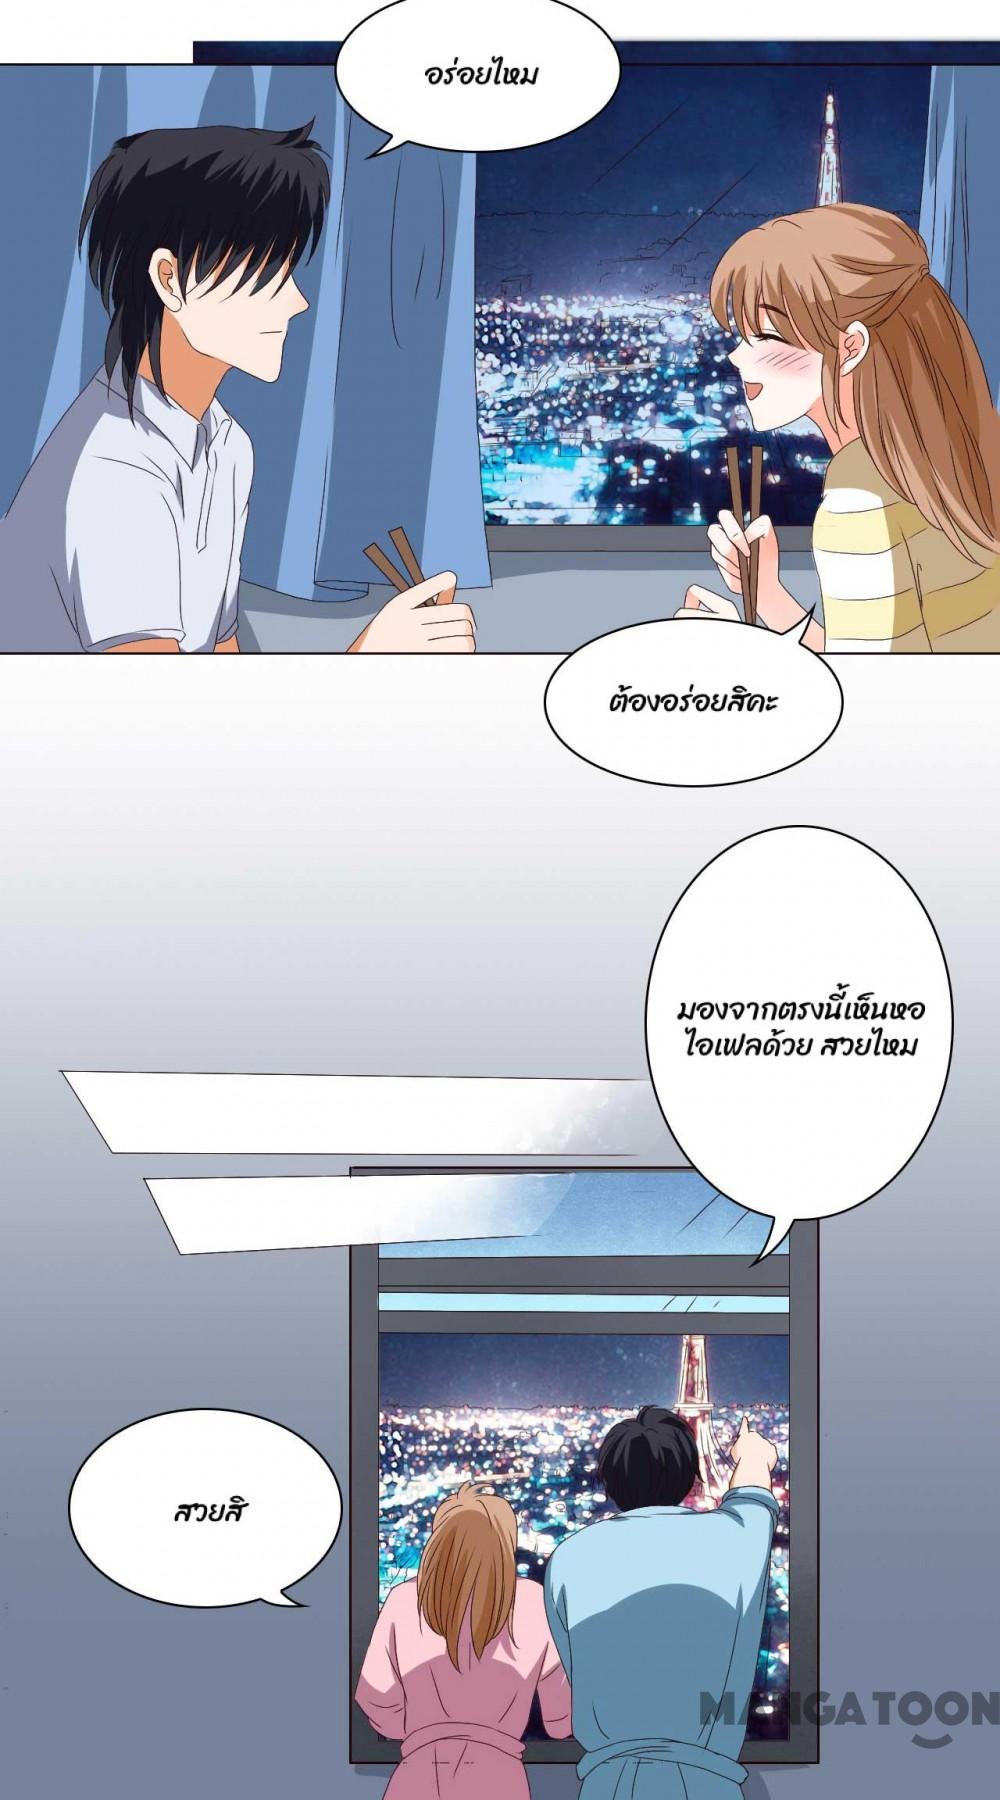 อร่อยไหม
ต้องอร่อยสิคะ
มองจากตรงนี้เห็นหอ
ไอเฟลด้วย สวยไหม
สวยสิ
MANGATOON